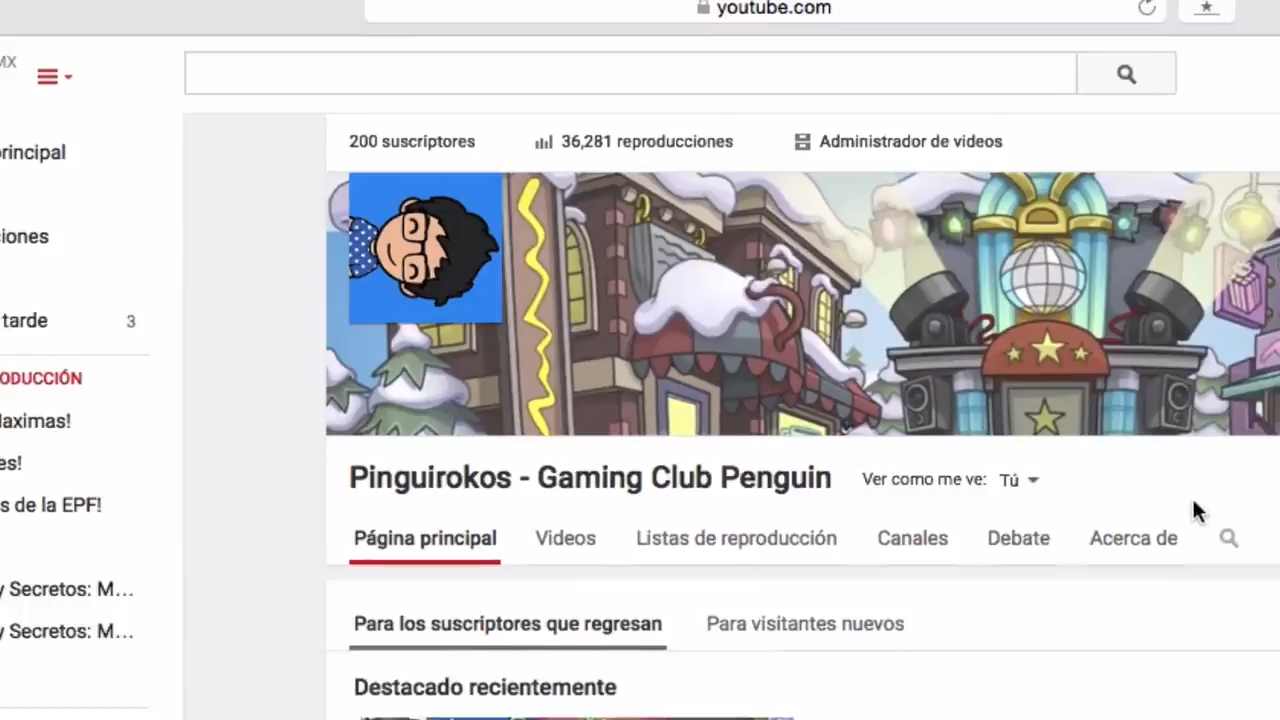 youtube.com
MX
200 suscriptores 36,281 reproducciones Administrador de videos
principal
ciones
tarde 3
ODUCCIÓN
Maximas!
es!
s de la EPF!
y Secretos: M...
y Secretos: M...
Pinguirokos - Gaming Club Penguin Ver como me ve: Tú
Página principal Videos Listas de reproducción Canales Debate Acerca de
Para los suscriptores que regresan Para visitantes nuevos
Destacado recientemente